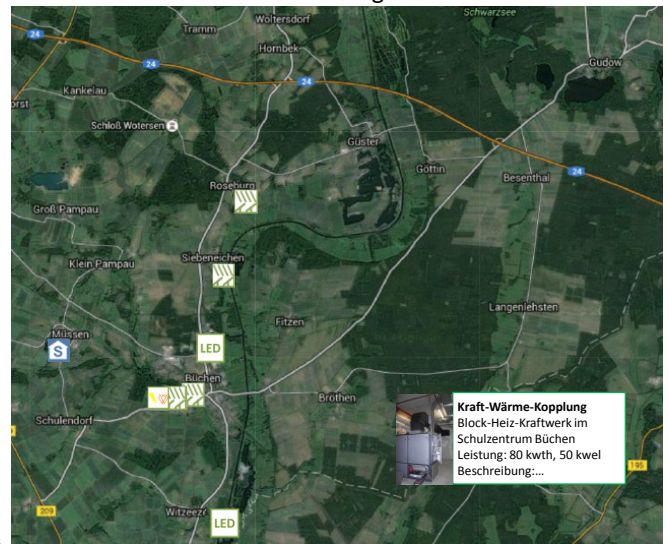 Schwarzsee
Woltersdorf
Tramm
24
Hornbek
Gudow
24
24
Kankelau
Schloß Wotersen
Güster
Göttin
24
Besenthal
Roseburg
Groß Pampau
Siebeneichen
Klein Pampau
Langenlehsten
Fitzen
Müssen
LED
S
Büchen
Bröthen
Kraft-Wärme-Kopplung
Block-Heiz-Kraftwerk im
Schulzentrum Büchen
Leistung: 80 kwth, 50 kwel
Beschreibung:...
Schulendorf
195
209
Witzeeze
LED